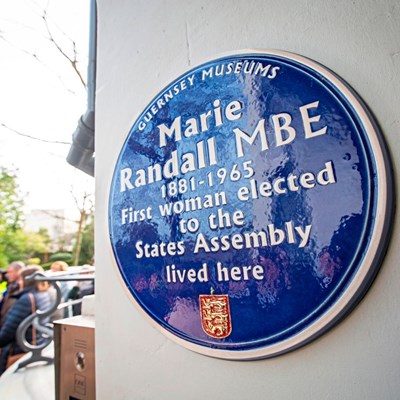 GUERNSEY MUSEUMS
Marie
Randall MBE
1881-1965
First woman elected
to the
States Assembly
lived here